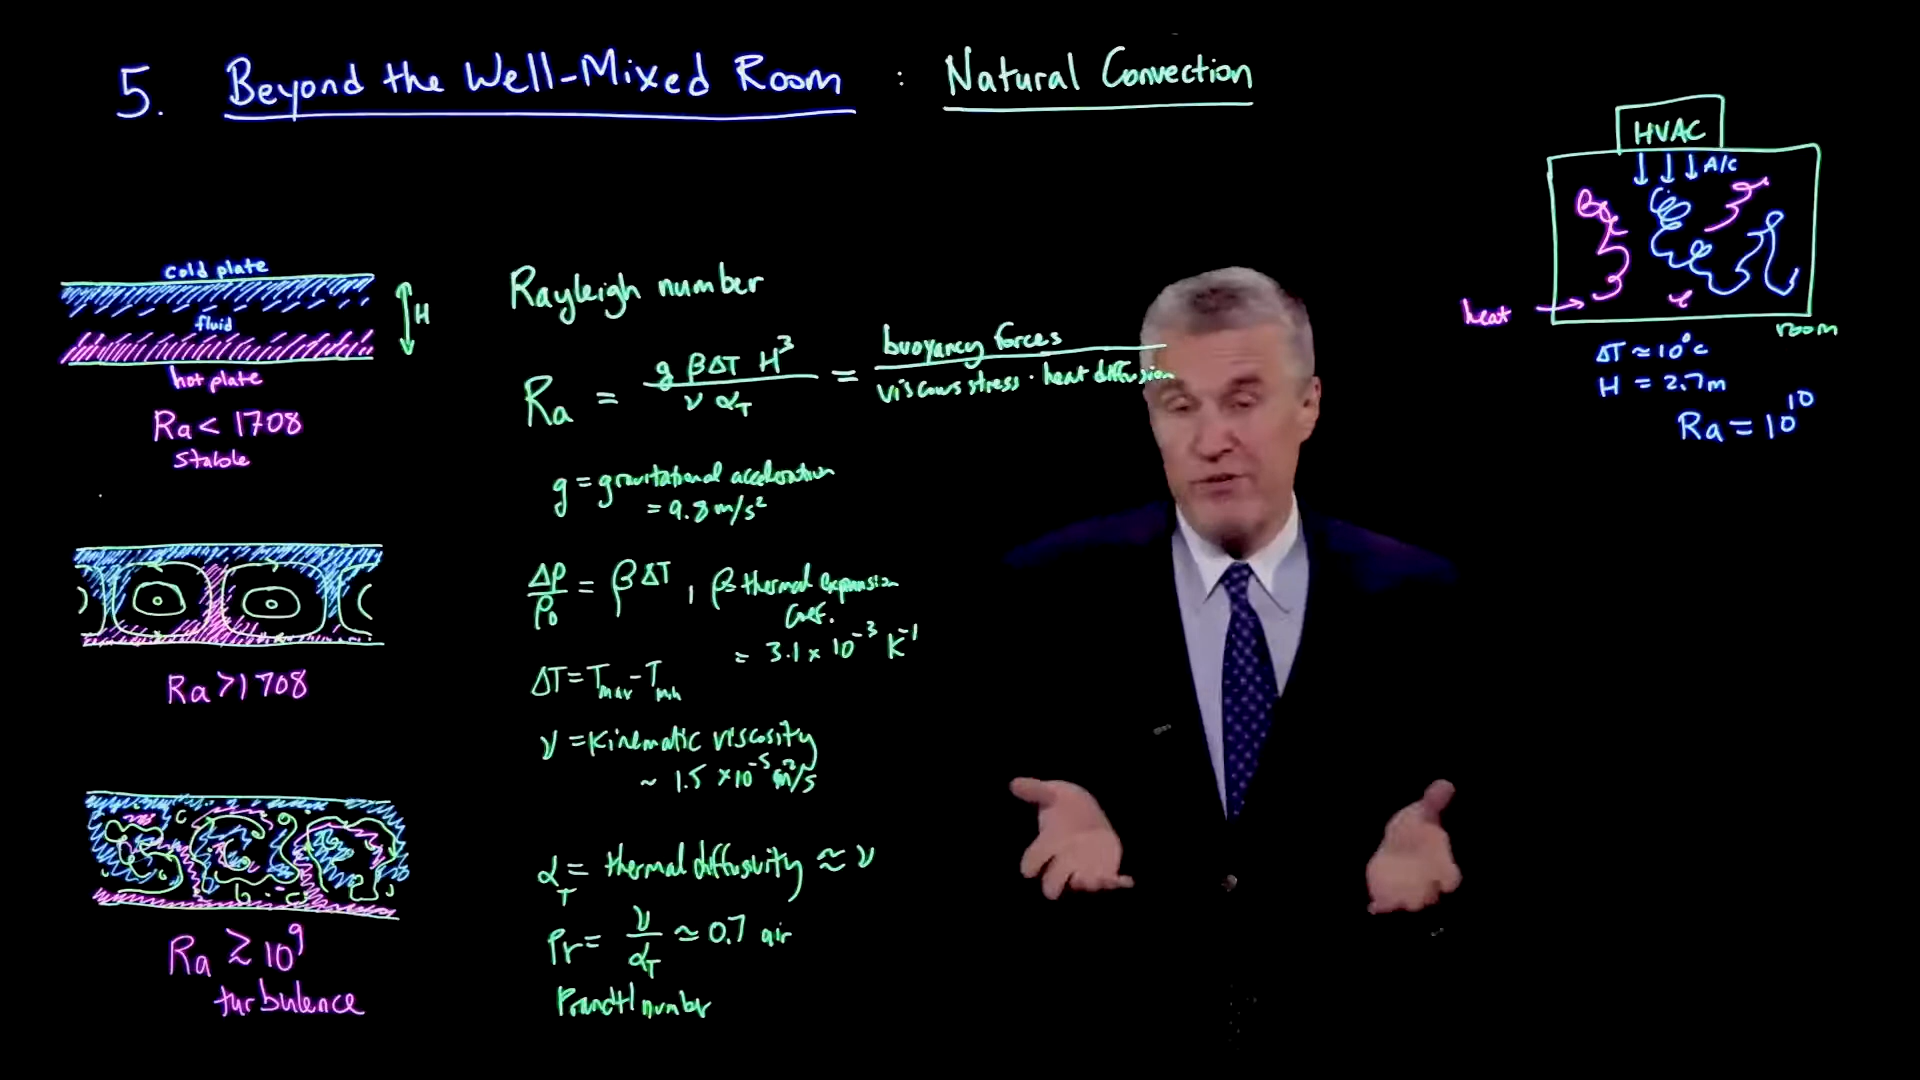 5. Beyond the Well-Mixed Room : Natural Convection
cold plate
fluid
hot plate
H
Ra < 1708
stable
Ra > 1708
Ra ≳ 10⁹
turbulence
Rayleigh number
Ra = g β ΔT H³ / ν α_T = buoyancy forces / viscous stress · heat diffusion
g = gravitational acceleration
= 9.8 m/s²
Δρ/ρ₀ = β ΔT , β = thermal expansion
coef.
= 3.1 × 10⁻³ K⁻¹
ΔT = T_max - T_min
ν = kinematic viscosity
~ 1.5 × 10⁻⁵ m²/s
α_T = thermal diffusivity ≈ ν
Pr = ν/α_T ≈ 0.7 air
Prandtl number
HVAC
A/C
heat
room
ΔT ≈ 10°C
H = 2.7m
Ra = 10¹⁰